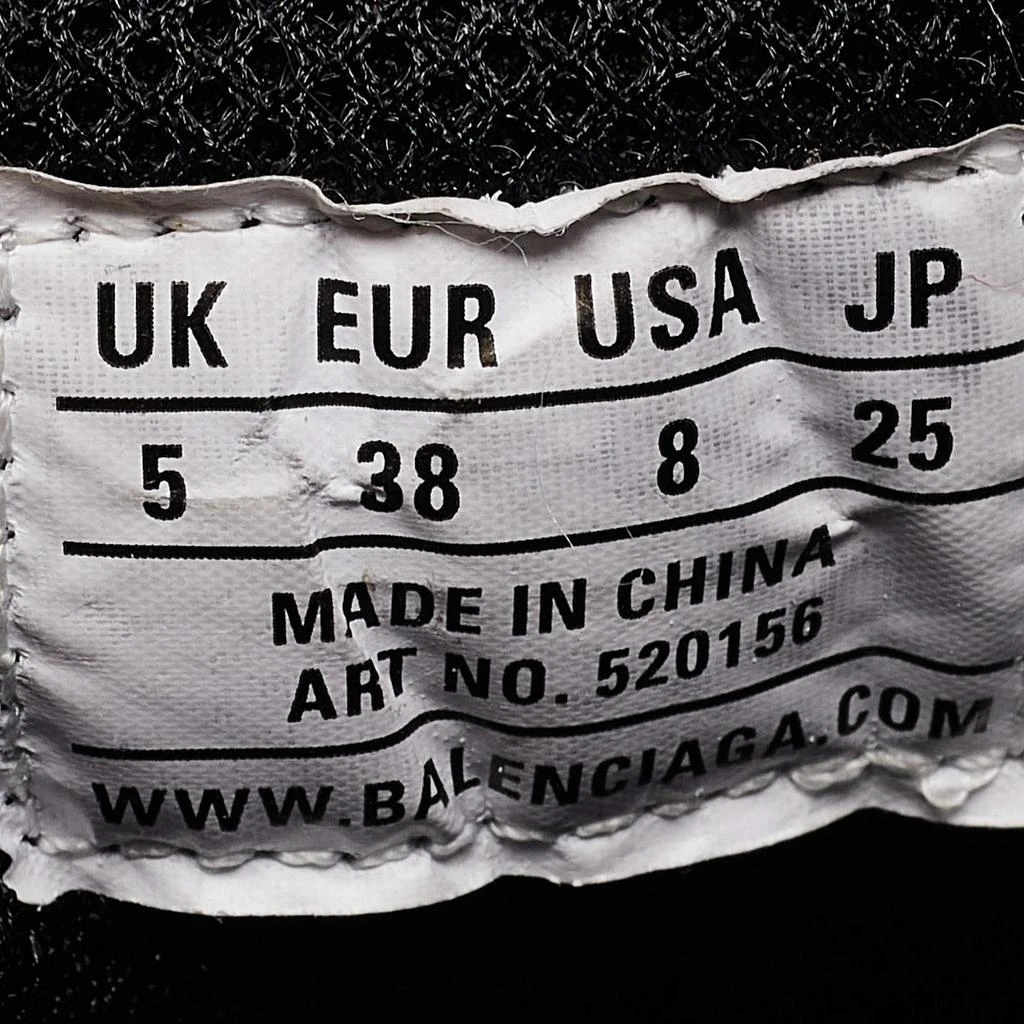 UK EUR USA JP
5 38 8 25
MADE IN CHINA
ART NO. 520156
WWW.BALENCIAGA.COM